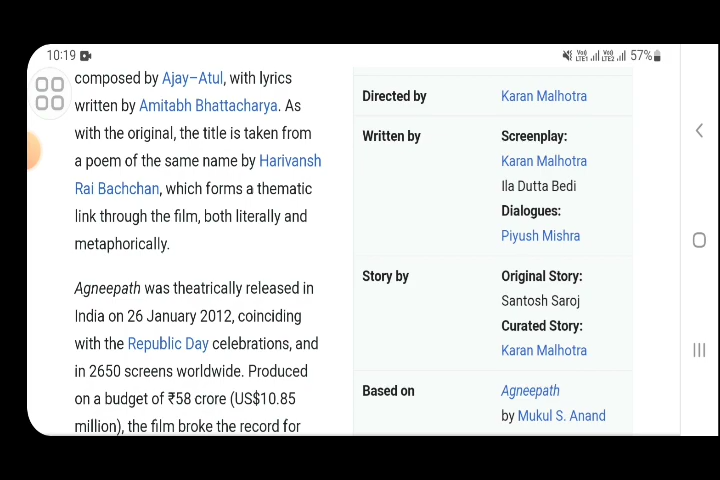 10:19
Vo) LTE1 Vo) LTE2 57%
composed by Ajay–Atul, with lyrics
written by Amitabh Bhattacharya. As
with the original, the title is taken from
a poem of the same name by Harivansh
Rai Bachchan, which forms a thematic
link through the film, both literally and
metaphorically.
Agneepath was theatrically released in
India on 26 January 2012, coinciding
with the Republic Day celebrations, and
in 2650 screens worldwide. Produced
on a budget of ₹58 crore (US$10.85
million), the film broke the record for
Directed by Karan Malhotra
Written by Screenplay:
Karan Malhotra
Ila Dutta Bedi
Dialogues:
Piyush Mishra
Story by Original Story:
Santosh Saroj
Curated Story:
Karan Malhotra
Based on Agneepath
by Mukul S. Anand